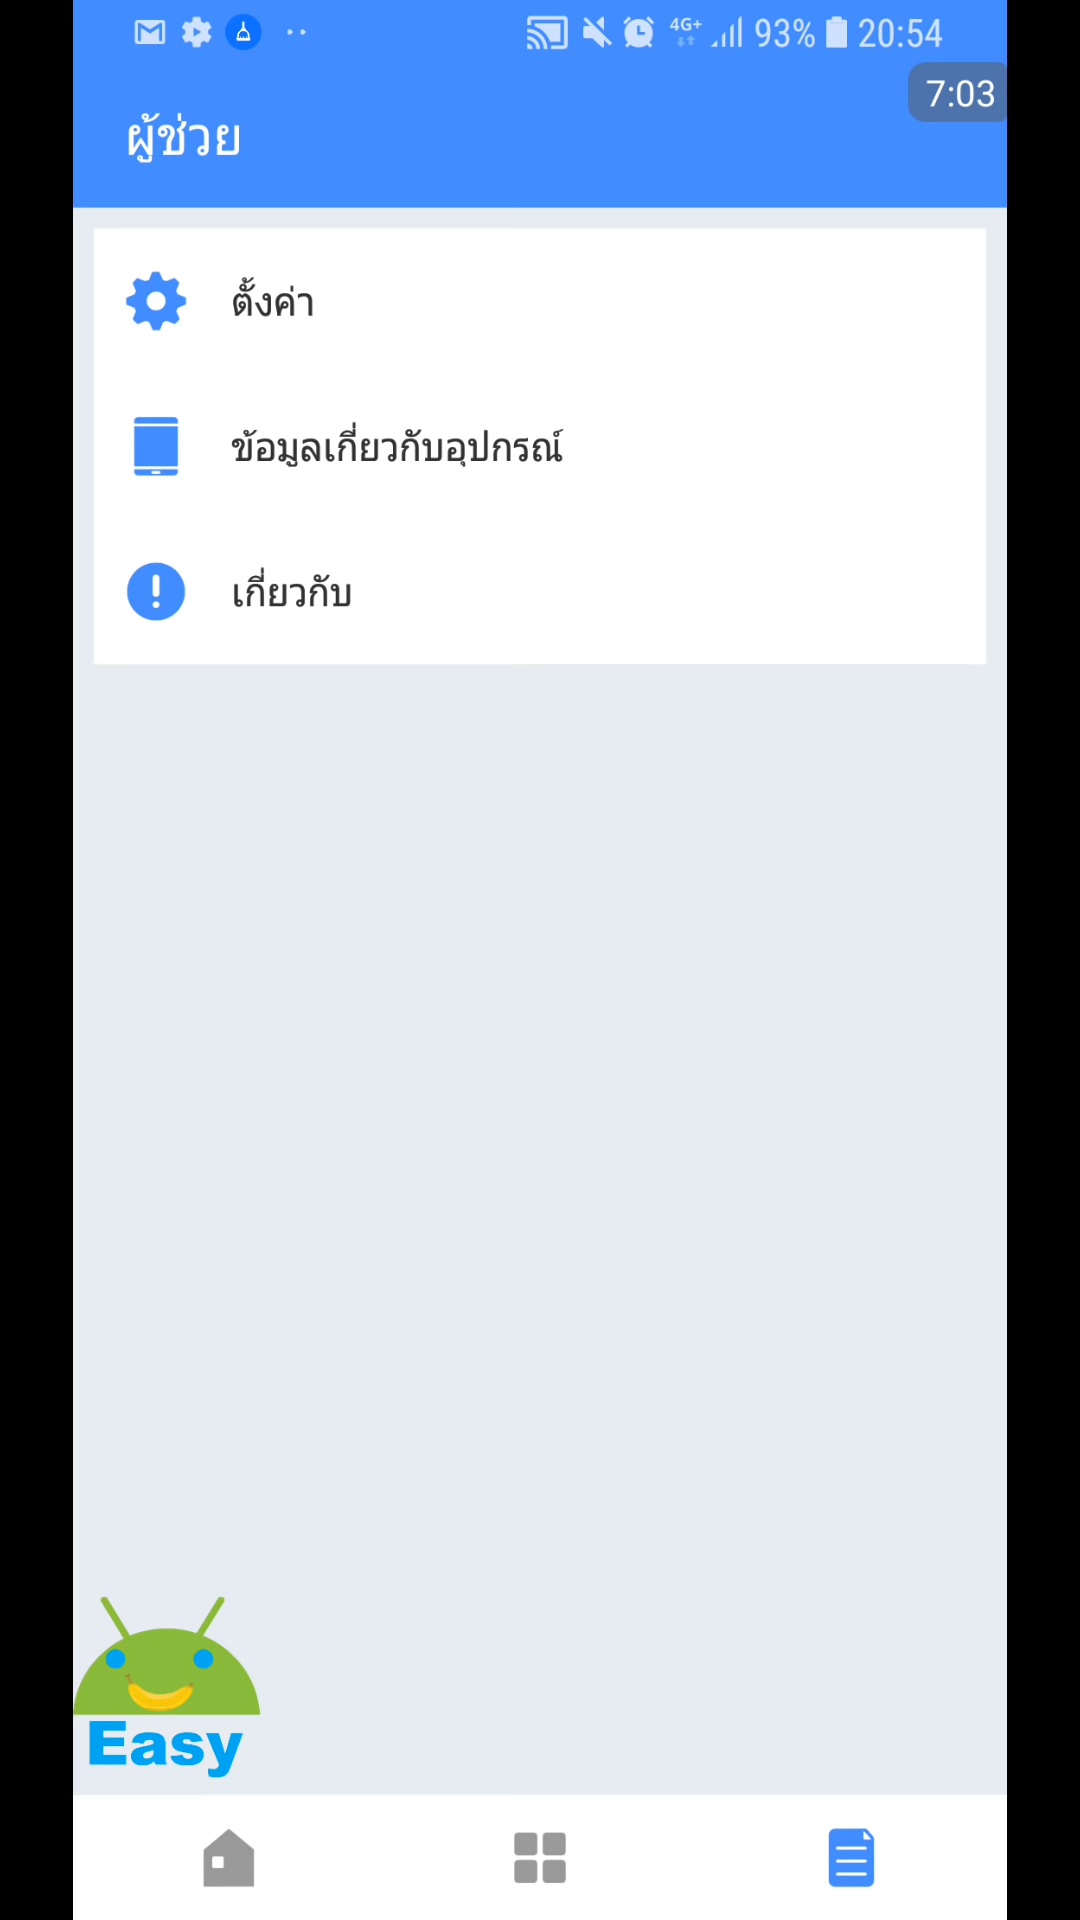 4G+ 93% 20:54
7:03
ผู้ช่วย
ตั้งค่า
ข้อมูลเกี่ยวกับอุปกรณ์
เกี่ยวกับ
Easy